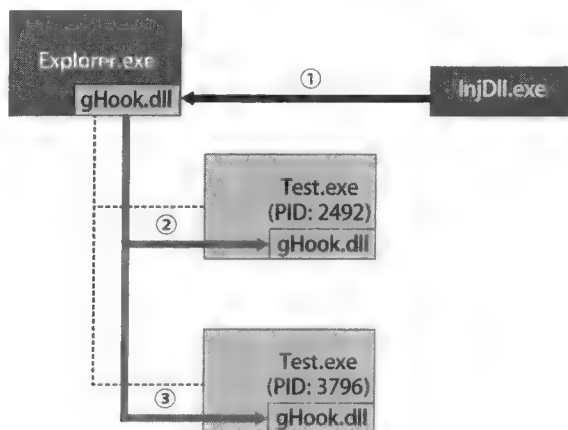 Explorer.exe
gHook.dll
①
InjDll.exe
Test.exe
(PID: 2492)
②
gHook.dll
Test.exe
(PID: 3796)
③
gHook.dll